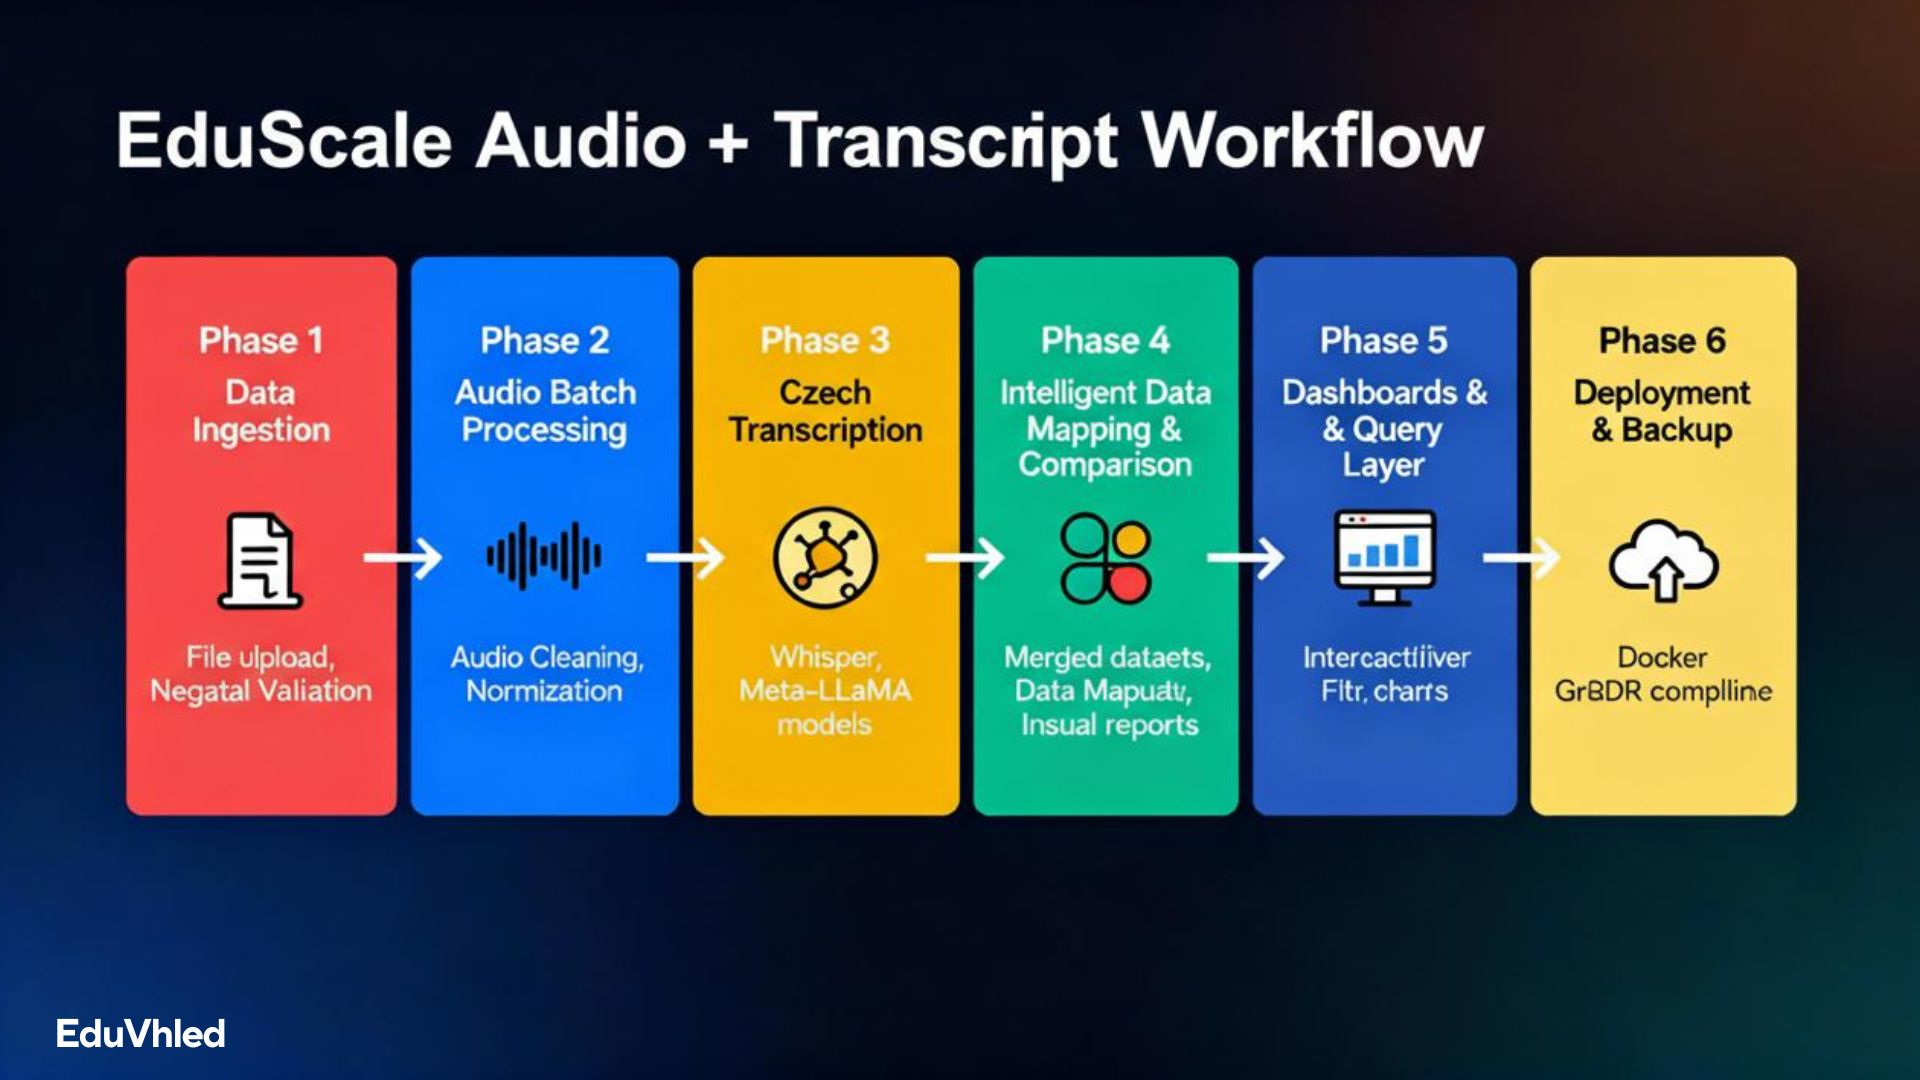 EduScale Audio + Transcript Workflow
Phase 1
Data
Ingestion
File ulpload,
Negatal Valiation
Phase 2
Audio Batch
Processing
Audio Cleaning,
Normization
Phase 3
Czech
Transcription
Whisper,
Meta-LLaMA
models
Phase 4
Intelligent Data
Mapping &
Comparison
Merged dataets,
Data
Insual reports
Phase 5
Dashboards &
& Query
Layer
Fltr, charrs
Phase 6
Deployment
& Backup
Docker
GrBDR complline
EduVhled